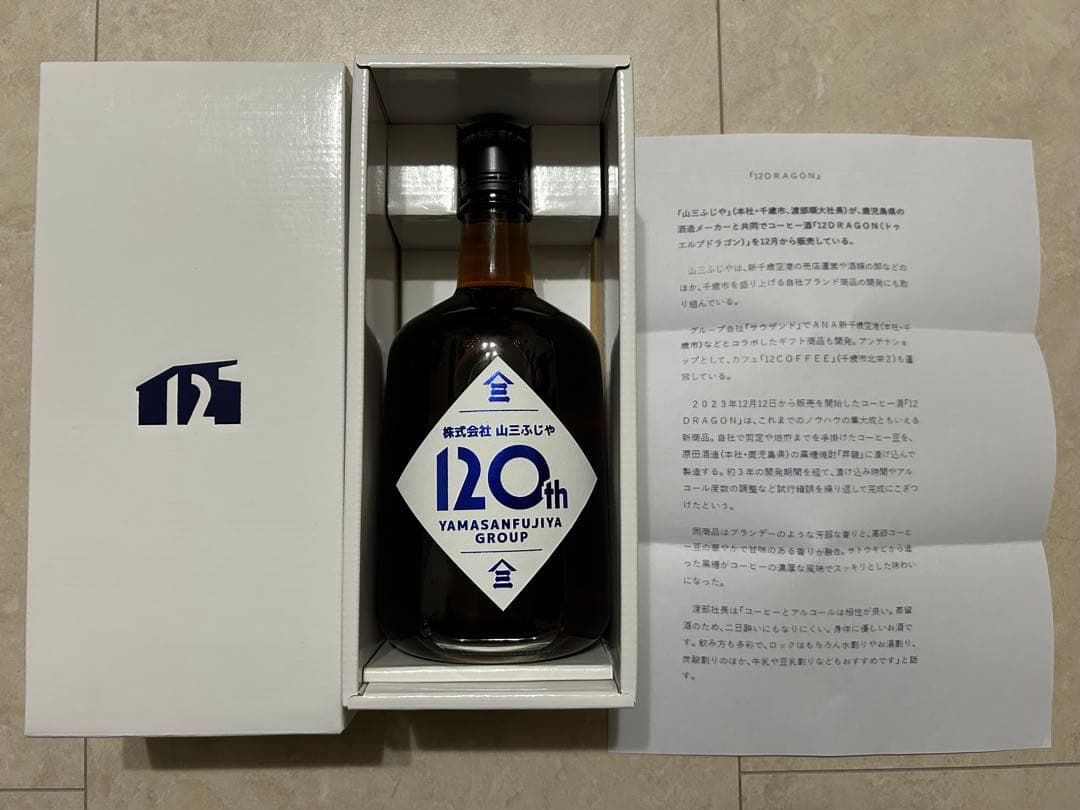 12
株式会社 山三ふじや
120th
YAMASANFUJIYA
GROUP
「12DRAGON」
「山三ふじや」(本社・千歳市、渡部順大社長)が、鹿児島県の
酒造メーカーと共同でコーヒー酒「12DRAGON(トゥ
エルブドラゴン)」を12月から販売している。
山三ふじやは、新千歳空港の売店運営や酒類の卸などの
ほか、千歳市を盛り上げる自社ブランド商品の開発にも取
り組んでいる。
グループ会社「サウザンド」でANA新千歳空港(本社・千
歳市)などとコラボしたギフト商品も開発。アンテナショ
ップとして、カフェ「12COFFEE」(千歳市北栄2)も運
営している。
2023年12月12日から販売を開始したコーヒー酒「12
DRAGON」は、これまでのノウハウの集大成ともいえる
新商品。自社で剪定や焙煎までを手掛けたコーヒー豆を、
原田酒造(本社・鹿児島県)の黒糖焼酎「昇龍」に漬け込んで
製造する。約3年の開発期間を経て、漬け込み時間やアル
コール度数の調整など試行錯誤を繰り返して完成にこぎつ
けたという。
同商品はブランデーのような芳醇な香りと、高級コーヒ
ー豆の華やかで甘味のある香りが融合。サトウキビから造
った黒糖がコーヒーの濃厚な風味でスッキリとした味わい
になった。
渡部社長は「コーヒーとアルコールは相性が良い。蒸留
酒のため、二日酔いにもなりにくい。身体に優しいお酒で
す。飲み方も多彩で、ロックはもちろん水割りやお湯割り、
炭酸割りのほか、牛乳や豆乳割りなどもおすすめです」と話
す。